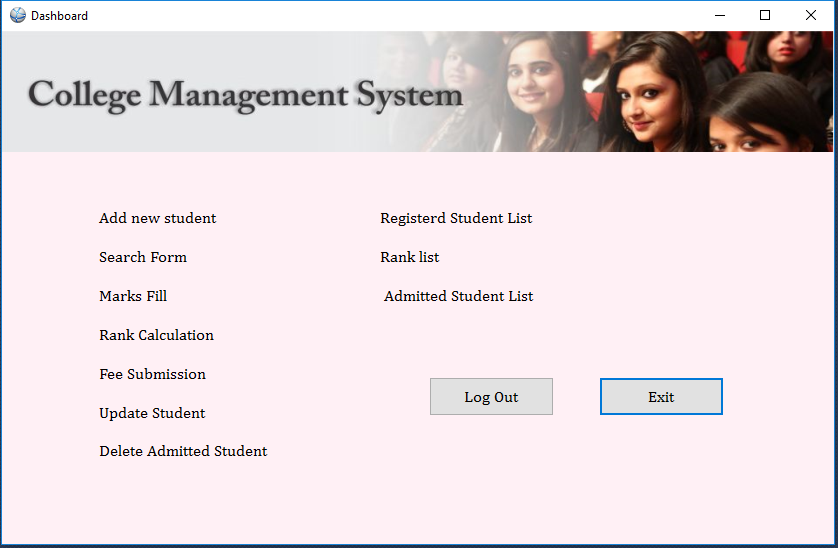 Dashboard
College Management System
Add new student
Search Form
Marks Fill
Rank Calculation
Fee Submission
Update Student
Delete Admitted Student
Registerd Student List
Rank list
Admitted Student List
Log Out
Exit